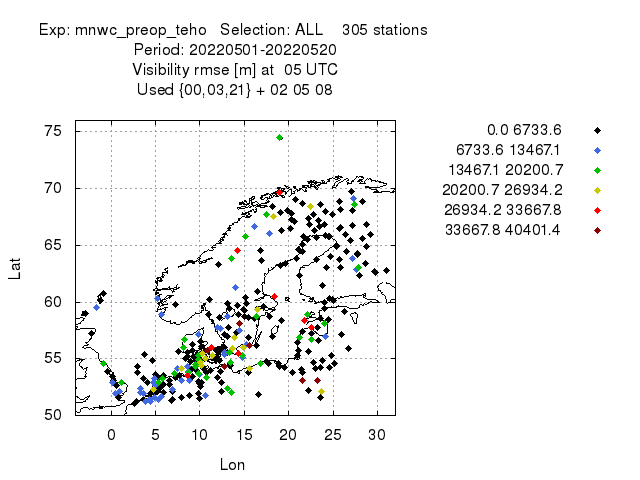 Exp: mnwc_preop_teho Selection: ALL 305 stations
Period: 20220501-20220520
Visibility rmse [m] at 05 UTC
Used {00,03,21} + 02 05 08
0.0 6733.6
6733.6 13467.1
13467.1 20200.7
20200.7 26934.2
26934.2 33667.8
33667.8 40401.4
75
70
65
60
55
50
Lat
0 5 10 15 20 25 30
Lon